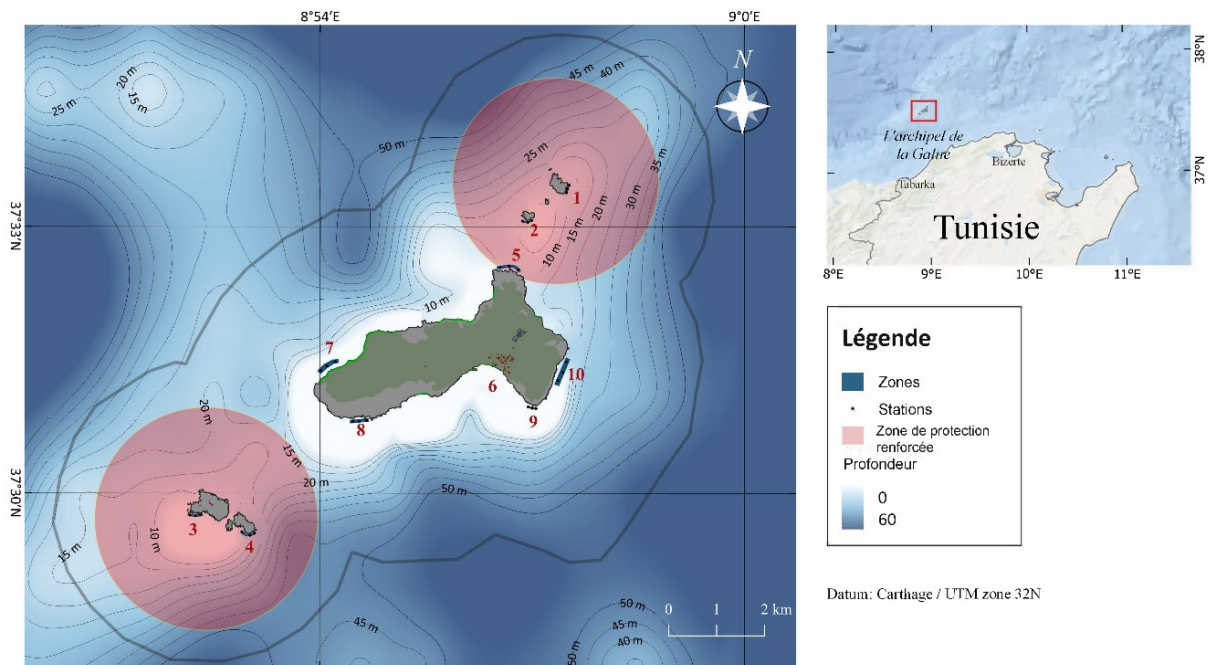 8°54'E
9°0'E
45 m
40 m
20 m
15 m
25 m
50 m
N
25 m
35 m
1
20 m
30 m
2
15 m
37°33'N
10 m
5
10 m
7
6
10
8
9
20 m
15 m
20 m
50 m
37°30'N
3
10 m
4
15 m
45 m
50 m
45 m
40 m
50 m
0 1 2 km
38°N
L'archipel de
la Galite
Bizerte
Tabarka
37°N
Tunisie
8°E 9°E 10°E 11°E
Légende
Zones
Stations
Zone de protection
renforcée
Profondeur
0
60
Datum: Carthage / UTM zone 32N